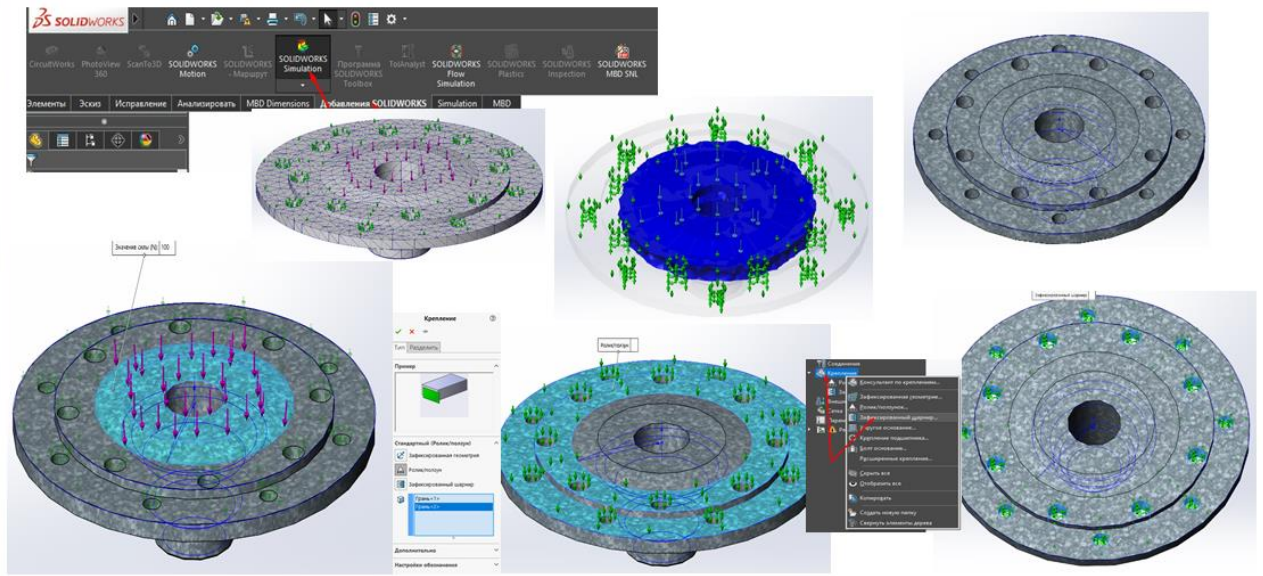 SOLIDWORKS
CircuitWorks
PhotoView 360
ScanTo3D
SOLIDWORKS Motion
SOLIDWORKS - Маршрут
SOLIDWORKS Simulation
Программа SOLIDWORKS Toolbox
TolAnalyst
SOLIDWORKS Flow Simulation
SOLIDWORKS Plastics
SOLIDWORKS Inspection
SOLIDWORKS MBD SNL
Элементы
Эскиз
Исправление
Анализировать
MBD Dimensions
Добавления SOLIDWORKS
Simulation
MBD
Значение силы (N): 100
Крепление
Тип
Разделить
Пример
Стандартный (Ролик/ползун)
Зафиксированная геометрия
Ролик/ползун
Зафиксированный шарнир
Грань<1>
Грань<2>
Дополнительно
Настройки обозначения
Ролик/ползун
Соединения
Крепления
Консультант по креплениям...
Зафиксированная геометрия...
Ролик/ползун...
Зафиксированный шарнир...
Упругое основание...
Крепление подшипника...
Болт основание...
Расширенные крепления...
Скрыть все
Отобразить все
Копировать
Создать новую папку
Свернуть элементы дерева
Зафиксированный шарнир